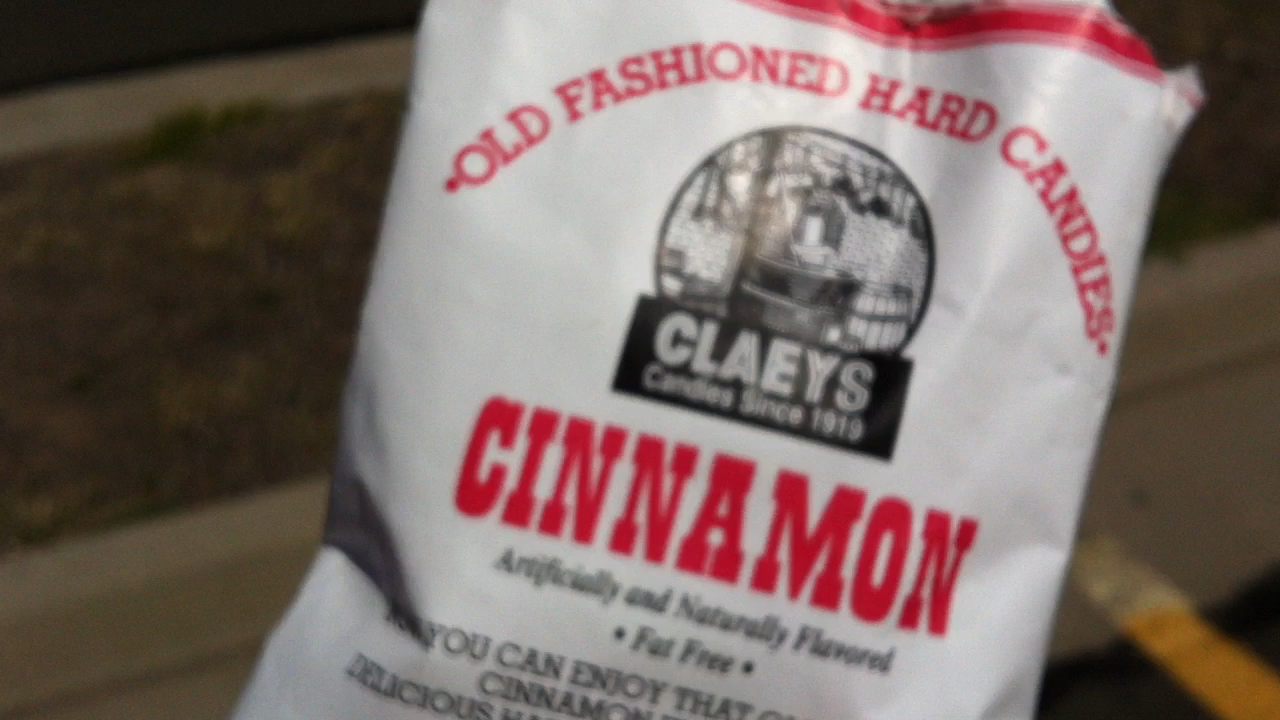 •OLD FASHIONED HARD CANDIES•
CLAEYS
Candies Since 1919
CINNAMON
Artificially and Naturally Flavored
• Fat Free •
YOU CAN ENJOY THAT
CINNAMON
DELICIOUS